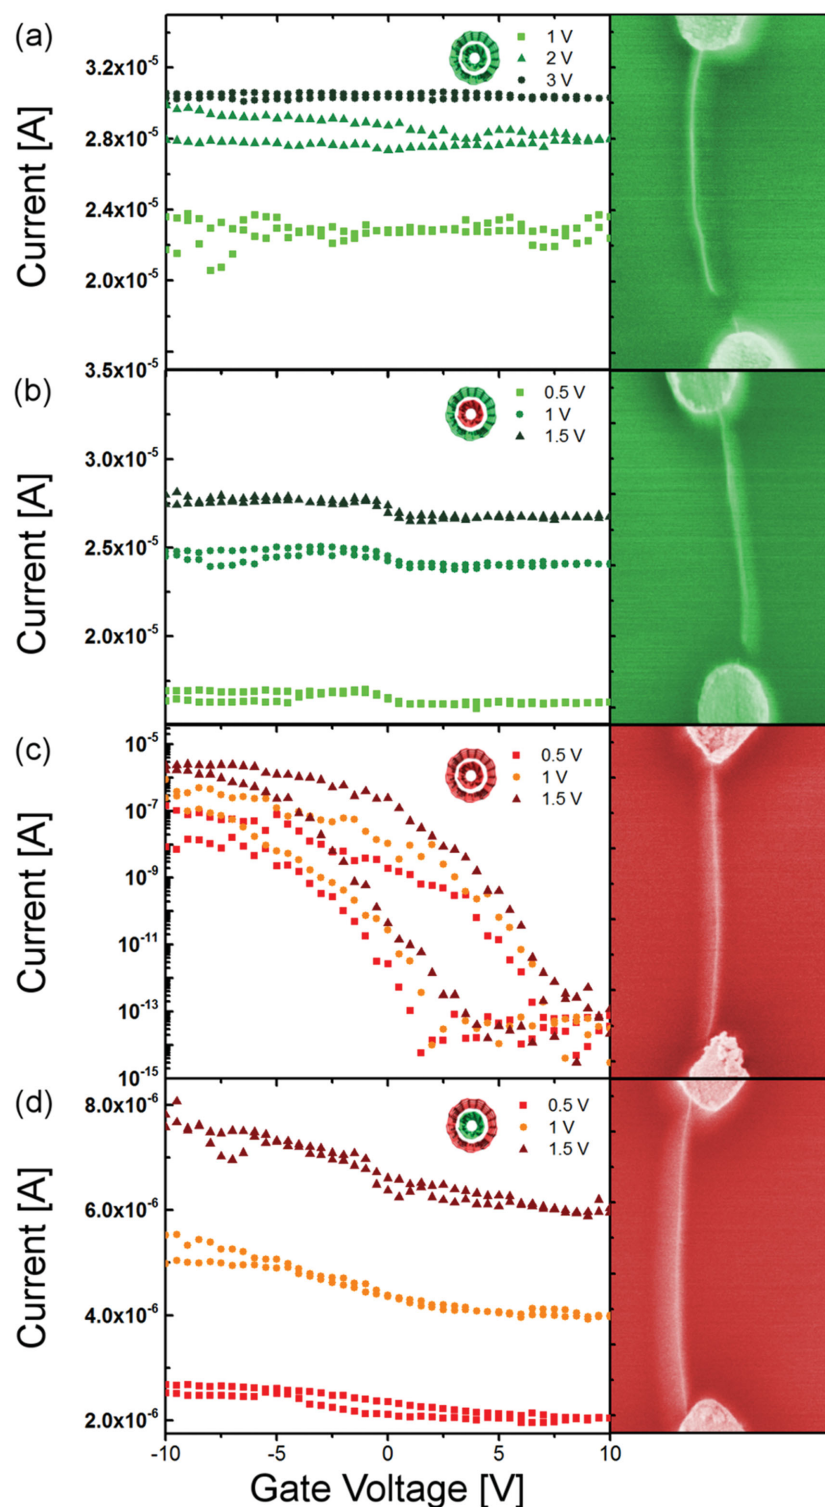 (a)
1 V
2 V
3 V
3.2x10⁻⁵
2.8x10⁻⁵
2.4x10⁻⁵
2.0x10⁻⁵
Current [A]
(b)
0.5 V
1 V
1.5 V
3.5x10⁻⁵
3.0x10⁻⁵
2.5x10⁻⁵
2.0x10⁻⁵
Current [A]
(c)
0.5 V
1 V
1.5 V
10⁻⁵
10⁻⁷
10⁻⁹
10⁻¹¹
10⁻¹³
10⁻¹⁵
Current [A]
(d)
0.5 V
1 V
1.5 V
8.0x10⁻⁶
6.0x10⁻⁶
4.0x10⁻⁶
2.0x10⁻⁶
Current [A]
-10 -5 0 5 10
Gate Voltage [V]